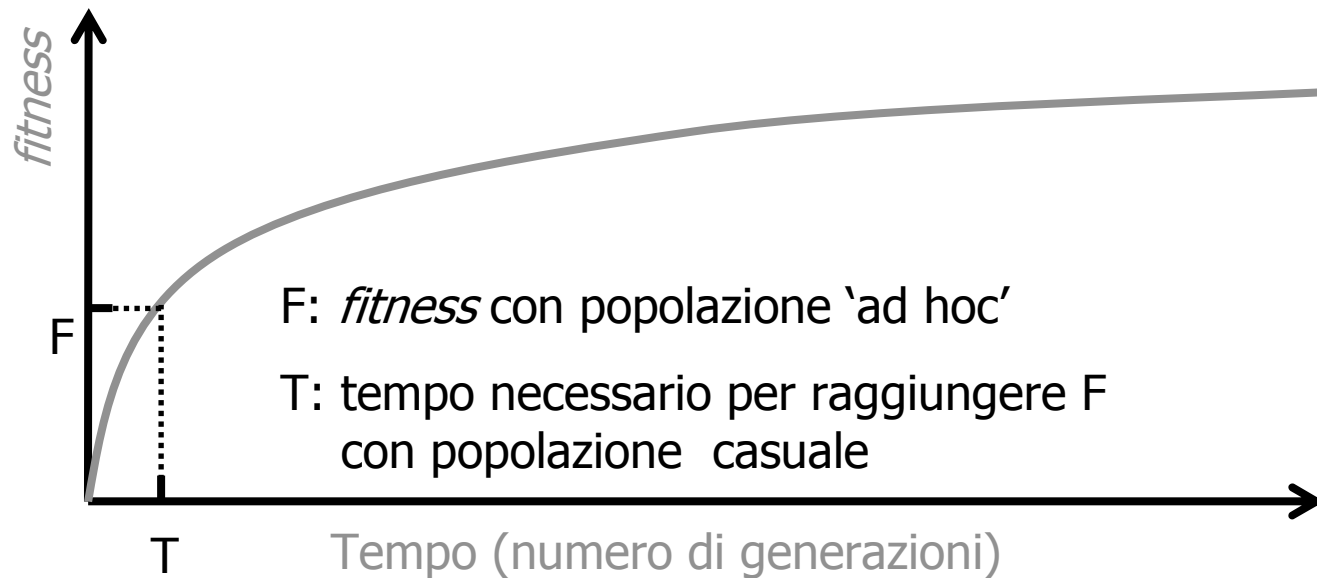 fitness
F
F: fitness con popolazione ‘ad hoc’
T: tempo necessario per raggiungere F
con popolazione casuale
T
Tempo (numero di generazioni)